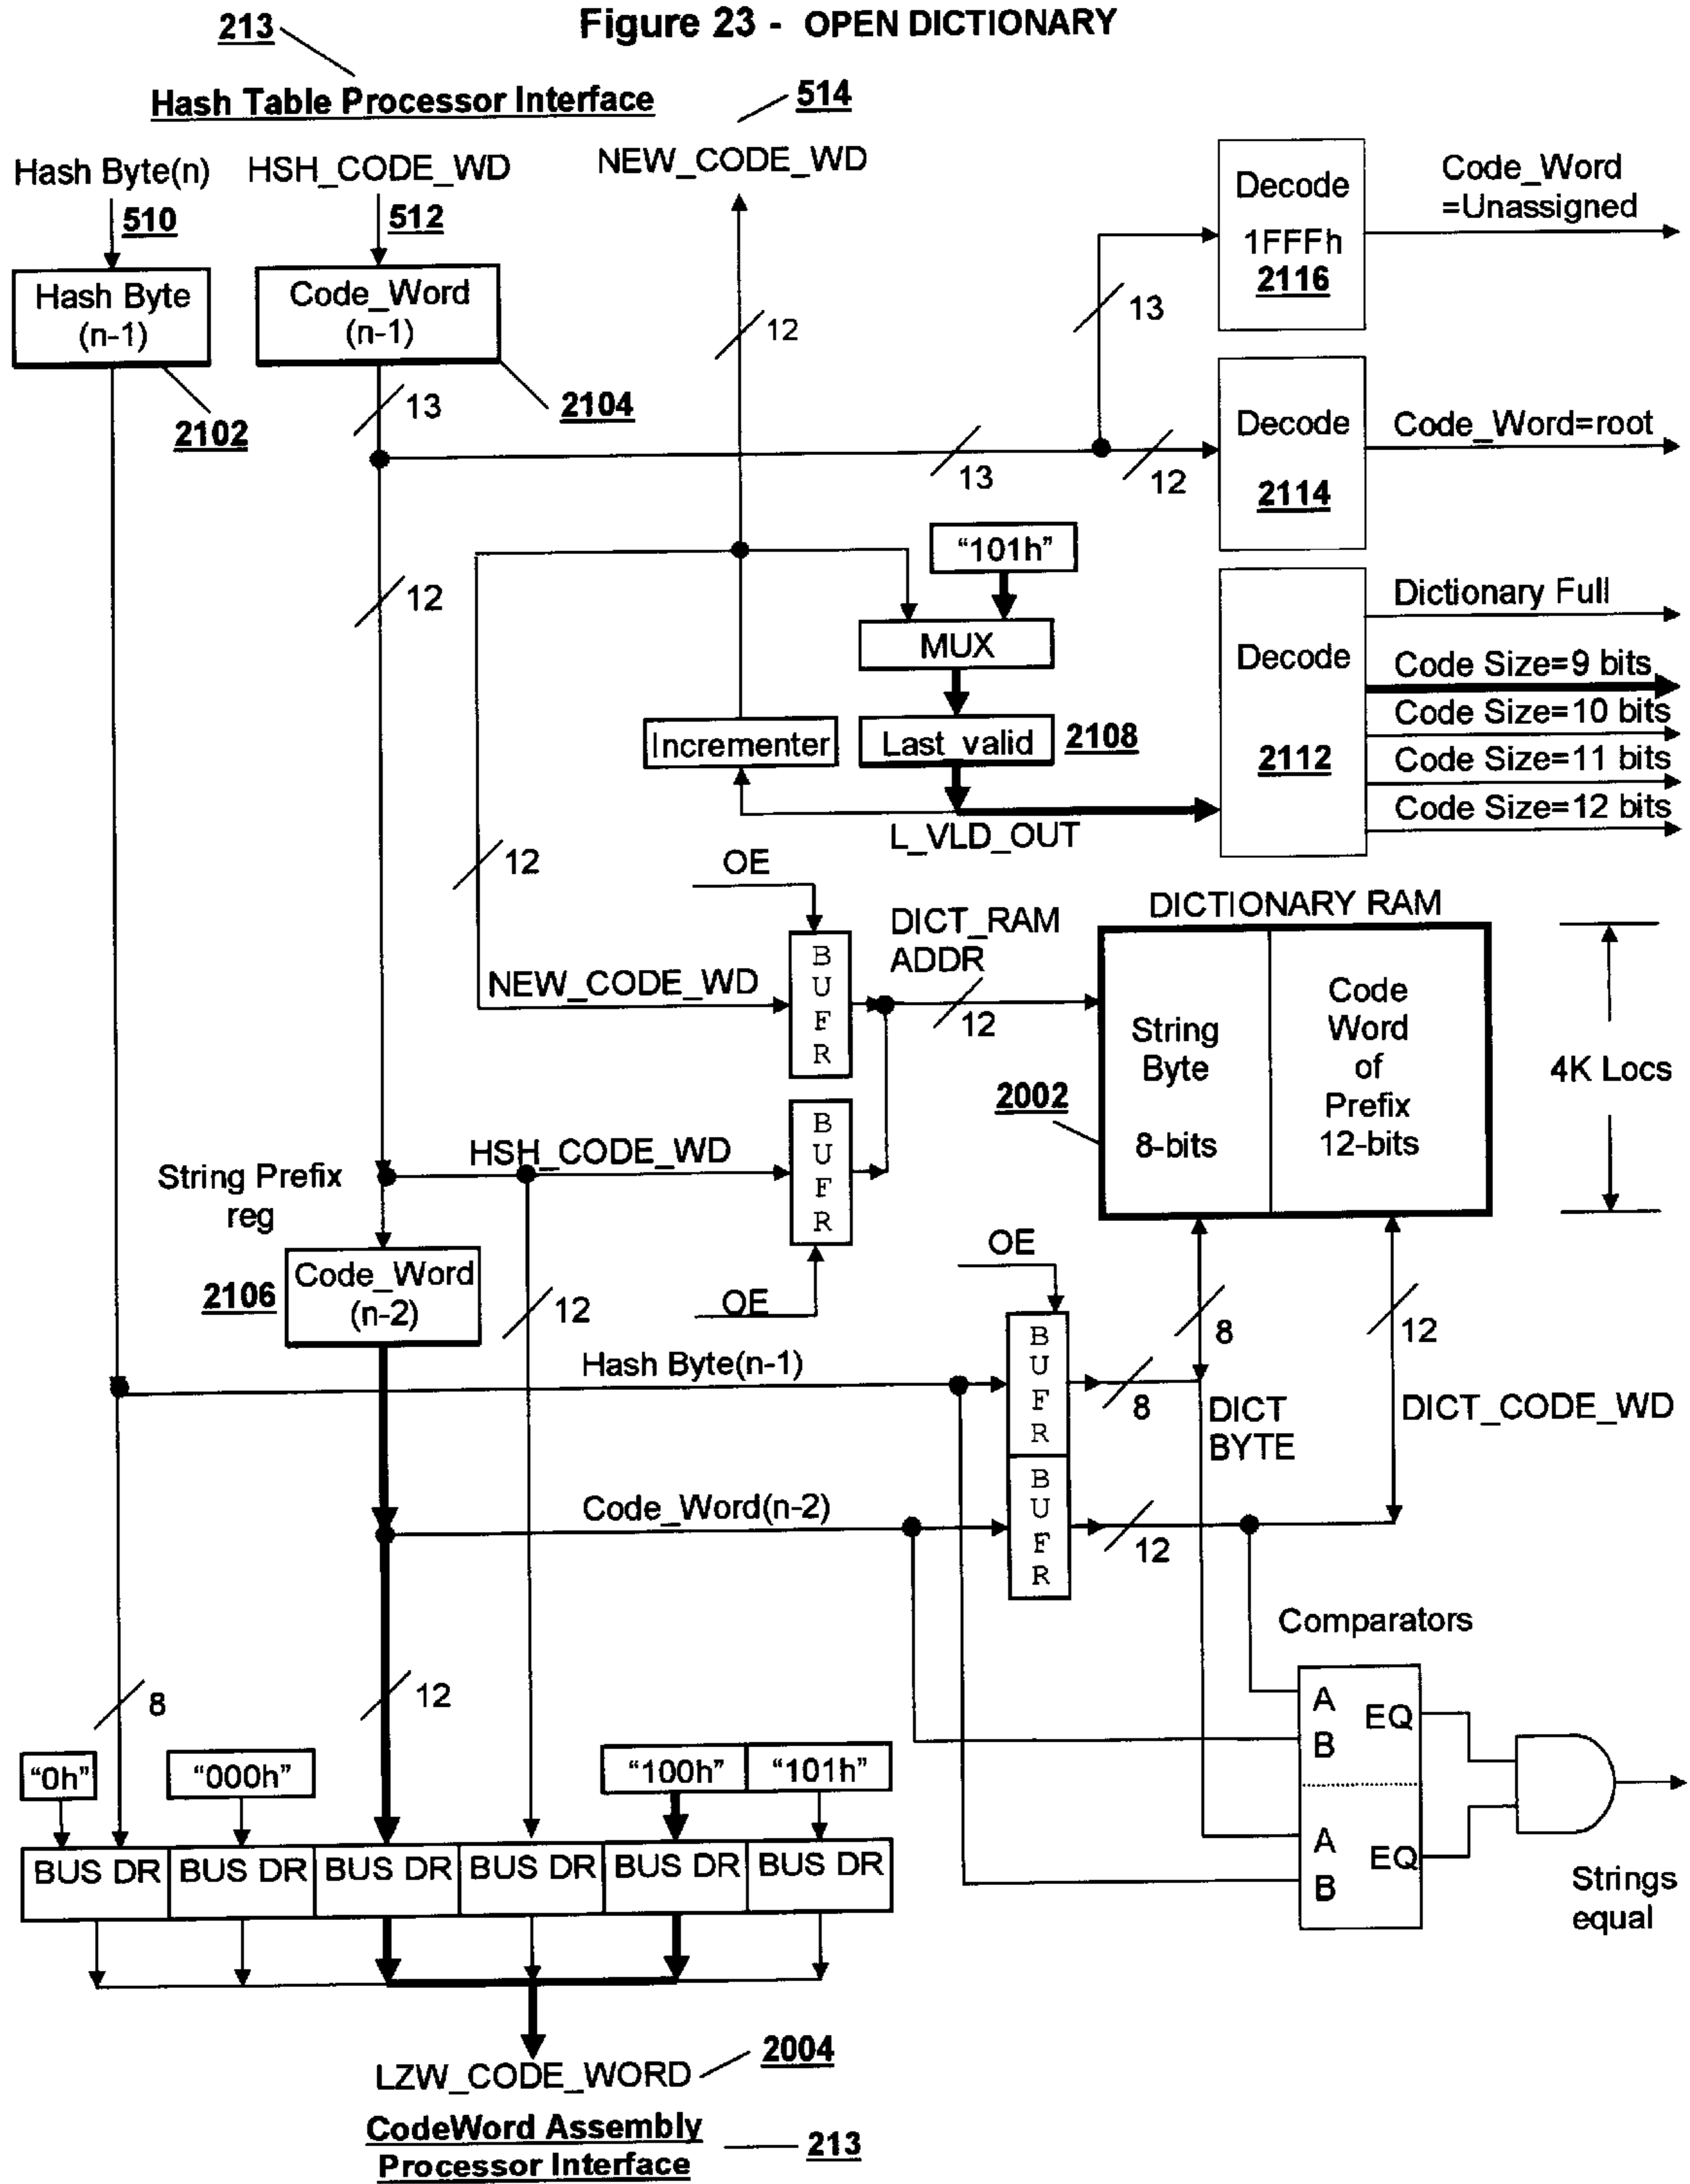 Figure 23 - OPEN DICTIONARY
213
Hash Table Processor Interface
514
Hash Byte(n)
HSH_CODE_WD
NEW_CODE_WD
510
512
Hash Byte
(n-1)
Code_Word
(n-1)
2102
2104
13
12
13
12
13
Decode
1FFFh
2116
Code_Word
=Unassigned
Decode
2114
Code_Word=root
12
"101h"
MUX
Incrementer
Last_valid
2108
L_VLD_OUT
Decode
2112
Dictionary Full
Code Size=9 bits
Code Size=10 bits
Code Size=11 bits
Code Size=12 bits
12
OE
BUFR
NEW_CODE_WD
DICT_RAM
ADDR
12
DICTIONARY RAM
String
Byte
8-bits
Code
Word
of
Prefix
12-bits
4K Locs
2002
HSH_CODE_WD
BUFR
OE
String Prefix
reg
2106
Code_Word
(n-2)
12
OE
8
12
Hash Byte(n-1)
BUFR
8
DICT
BYTE
DICT_CODE_WD
Code_Word(n-2)
BUFR
12
Comparators
A
B
EQ
A
B
EQ
Strings
equal
8
12
"0h"
"000h"
"100h"
"101h"
BUS DR
BUS DR
BUS DR
BUS DR
BUS DR
BUS DR
LZW_CODE_WORD
2004
CodeWord Assembly
Processor Interface
213